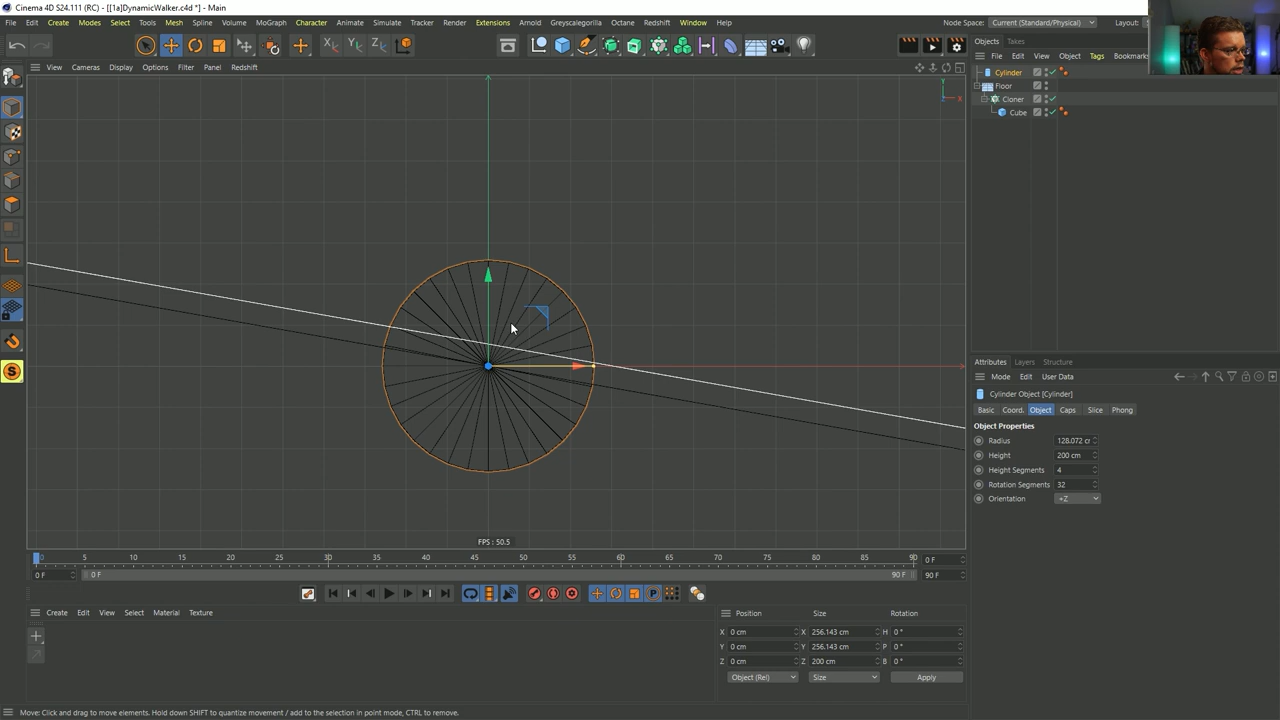 Cinema 4D S24.111 (RC) - [[1a]DynamicWalker.c4d *] - Main
File Create Modes Select Tools Mesh Spline Volume MoGraph Character Animate Simulate Tracker Render Extensions Arnold Greyscalegorilla Octane Redshift Window Help Node Space: Current (Standard/Physical) Layout:
Objects Takes
File Edit View Object Tags Bookmarks
View Cameras Display Options Filter Panel Redshift
Cylinder
Floor
Cloner
Cube
Y
X
Attributes Layers Structure
Mode Edit User Data
Cylinder Object [Cylinder]
Basic Coord. Object Caps Slice Phong
Object Properties
Radius 128.072 c
Height 200 cm
Height Segments 4
Rotation Segments 32
Orientation +Z
FPS : 50.5
0 5 10 15 20 25 30 35 40 45 50 55 60 65 70 75 80 85 90 0 F
0 F 0 F 90 F 90 F
Create Edit View Select Material Texture
Position Size Rotation
X 0 cm X 256.143 cm H 0 °
Y 0 cm Y 256.143 cm P 0 °
Z 0 cm Z 200 cm B 0 °
Object (Rel) Size Apply
Move: Click and drag to move elements. Hold down SHIFT to quantize movement / add to the selection in point mode, CTRL to remove.